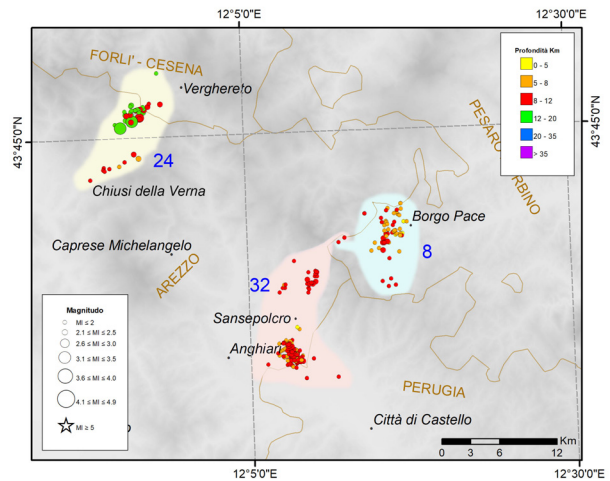 12°5'0"E
12°30'0"E
FORLI' - CESENA
Verghereto
Profondità Km
0 - 5
5 - 8
8 - 12
12 - 20
20 - 35
> 35
43°45'0"N
43°45'0"N
24
Chiusi della Verna
Borgo Pace
Caprese Michelangelo
AREZZO
8
32
Magnitudo
Ml ≤ 2
2.1 ≤ Ml ≤ 2.5
2.6 ≤ Ml ≤ 3.0
3.1 ≤ Ml ≤ 3.5
3.6 ≤ Ml ≤ 4.0
4.1 ≤ Ml ≤ 4.9
Ml ≥ 5
Sansepolcro
Anghiari
PERUGIA
Città di Castello
Km
0 3 6 12
12°5'0"E
12°30'0"E